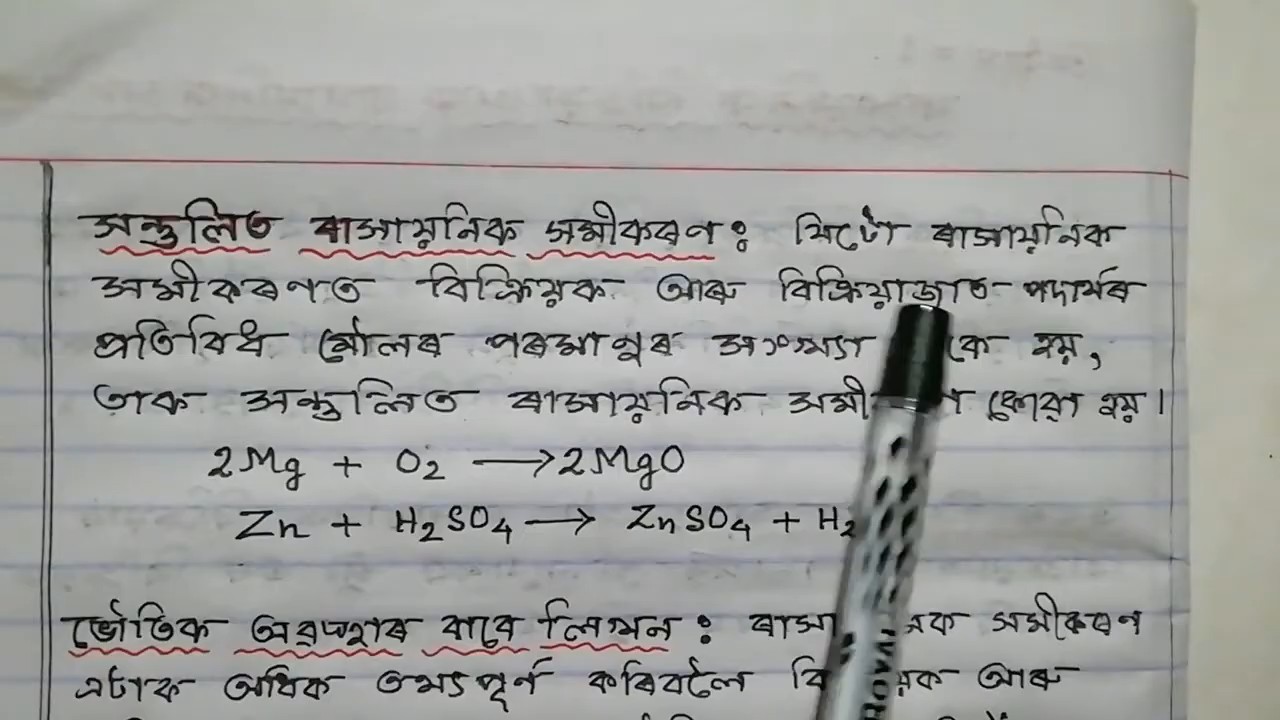 সন্তুলিত ৰাসায়নিক সমীকৰণ: যিটো ৰাসায়নিক
সমীকৰণত বিক্ৰিয়ক আৰু বিক্ৰিয়াজাত পদাৰ্থৰ
প্ৰতিবিধ মৌলৰ পৰমাণুৰ সংখ্যা কে হয়,
তাক সন্তুলিত ৰাসায়নিক বোলা হয়।
2Mg + O₂ ⟶ 2MgO
Zn + H₂SO₄ ⟶ ZnSO₄ + H₂
ভৌতিক অৱস্থাৰ বাবে লিখন: সমীকৰণ
এটাক অধিক তথ্যপূৰ্ণ কৰিবলৈ আৰু